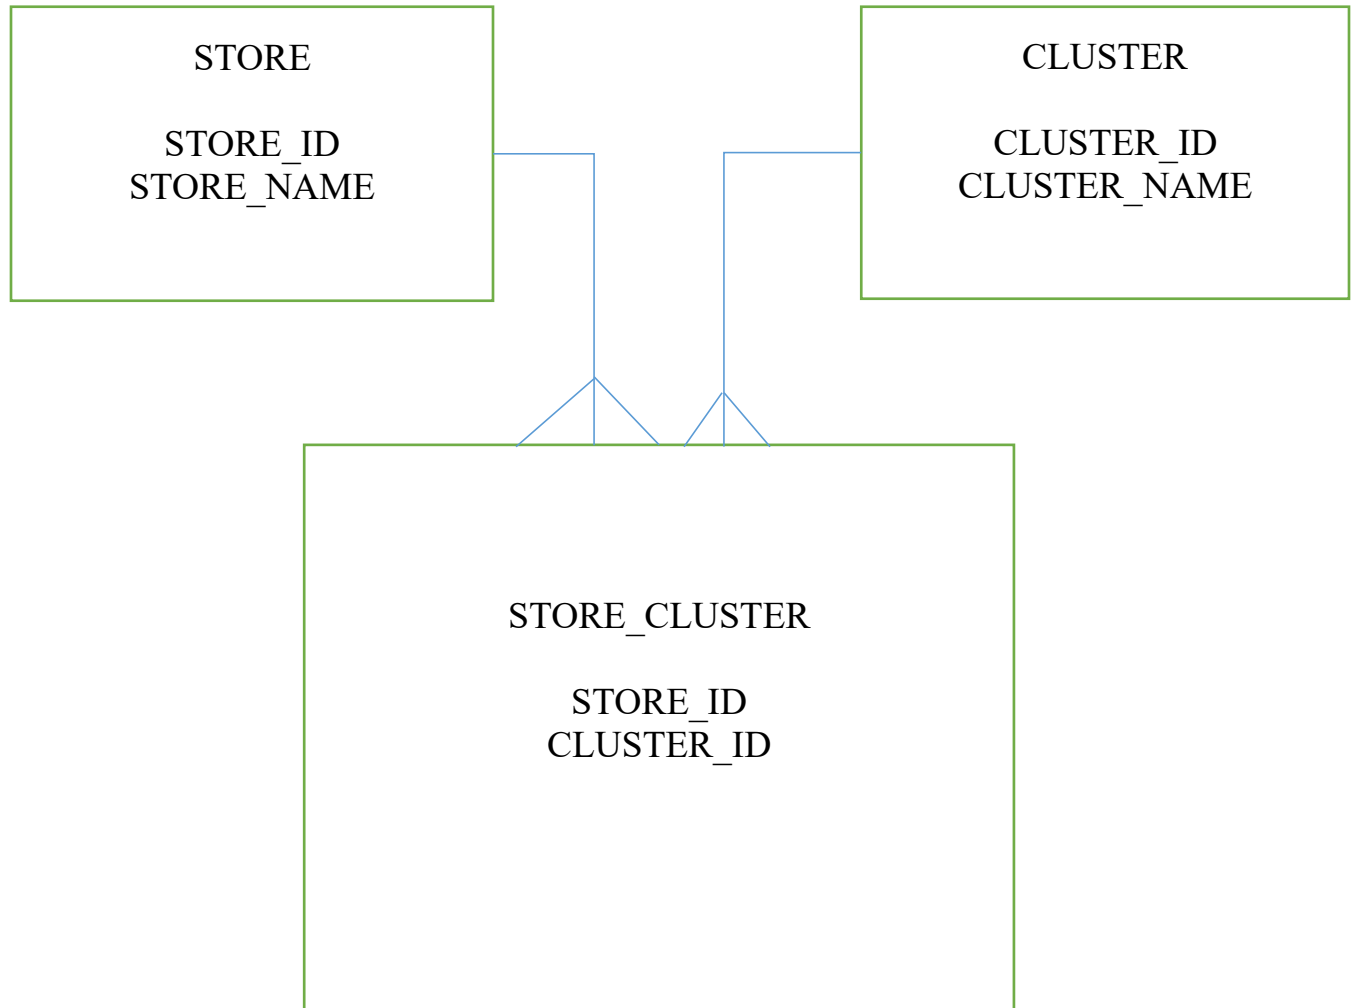 STORE
STORE_ID
STORE_NAME
CLUSTER
CLUSTER_ID
CLUSTER_NAME
STORE_CLUSTER
STORE_ID
CLUSTER_ID